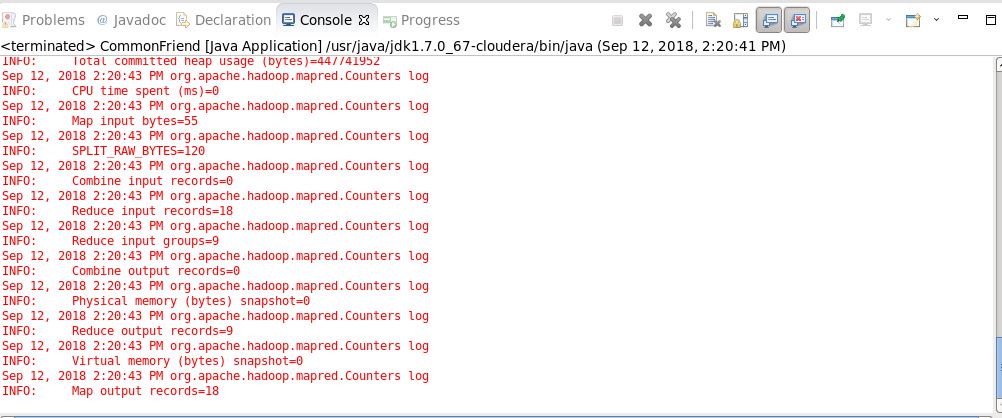 Problems @ Javadoc Declaration Console Progress
<terminated> CommonFriend [Java Application] /usr/java/jdk1.7.0_67-cloudera/bin/java (Sep 12, 2018, 2:20:41 PM)
INFO:     Total committed heap usage (bytes)=447741952
Sep 12, 2018 2:20:43 PM org.apache.hadoop.mapred.Counters log
INFO:     CPU time spent (ms)=0
Sep 12, 2018 2:20:43 PM org.apache.hadoop.mapred.Counters log
INFO:     Map input bytes=55
Sep 12, 2018 2:20:43 PM org.apache.hadoop.mapred.Counters log
INFO:     SPLIT_RAW_BYTES=120
Sep 12, 2018 2:20:43 PM org.apache.hadoop.mapred.Counters log
INFO:     Combine input records=0
Sep 12, 2018 2:20:43 PM org.apache.hadoop.mapred.Counters log
INFO:     Reduce input records=18
Sep 12, 2018 2:20:43 PM org.apache.hadoop.mapred.Counters log
INFO:     Reduce input groups=9
Sep 12, 2018 2:20:43 PM org.apache.hadoop.mapred.Counters log
INFO:     Combine output records=0
Sep 12, 2018 2:20:43 PM org.apache.hadoop.mapred.Counters log
INFO:     Physical memory (bytes) snapshot=0
Sep 12, 2018 2:20:43 PM org.apache.hadoop.mapred.Counters log
INFO:     Reduce output records=9
Sep 12, 2018 2:20:43 PM org.apache.hadoop.mapred.Counters log
INFO:     Virtual memory (bytes) snapshot=0
Sep 12, 2018 2:20:43 PM org.apache.hadoop.mapred.Counters log
INFO:     Map output records=18